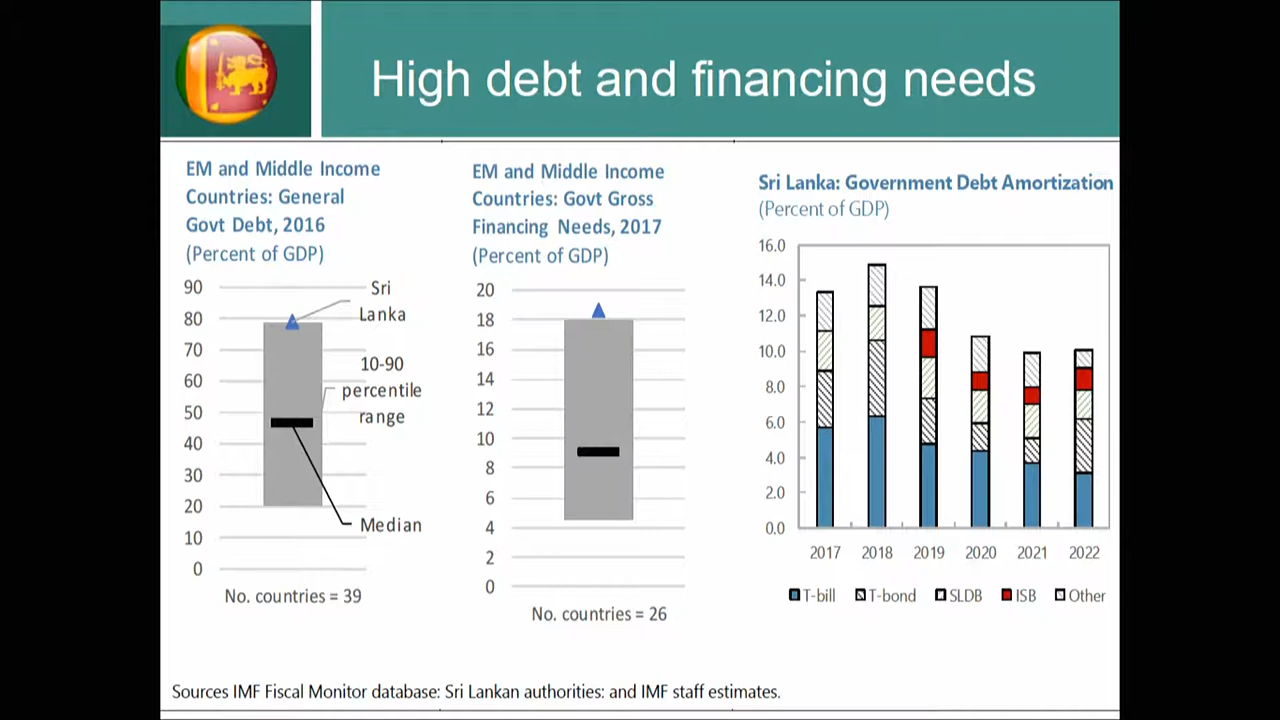 High debt and financing needs
EM and Middle Income
Countries: General
Govt Debt, 2016
(Percent of GDP)
90
80
70
60
50
40
30
20
10
0
Sri
Lanka
10-90
percentile
range
Median
No. countries = 39
EM and Middle Income
Countries: Govt Gross
Financing Needs, 2017
(Percent of GDP)
20
18
16
14
12
10
8
6
4
2
0
No. countries = 26
Sri Lanka: Government Debt Amortization
(Percent of GDP)
16.0
14.0
12.0
10.0
8.0
6.0
4.0
2.0
0.0
2017 2018 2019 2020 2021 2022
T-bill T-bond SLDB ISB Other
Sources IMF Fiscal Monitor database: Sri Lankan authorities: and IMF staff estimates.